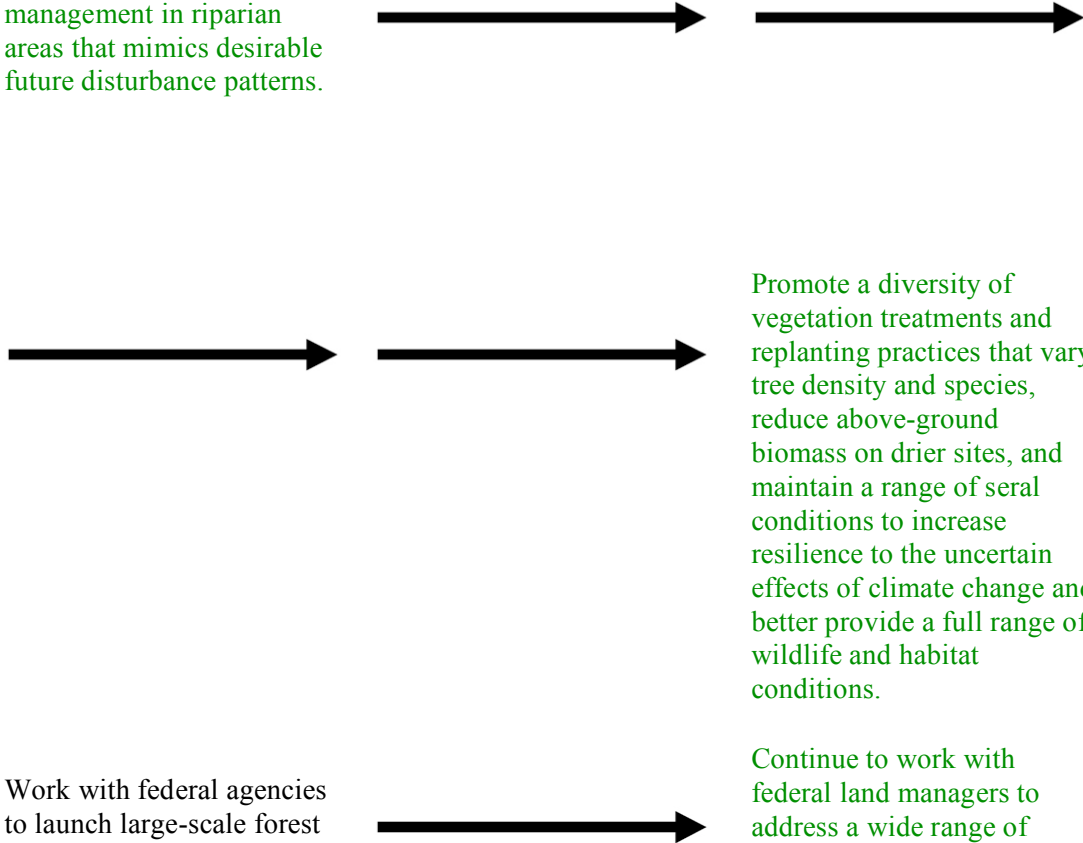 management in riparian
areas that mimics desirable
future disturbance patterns.
Promote a diversity of
vegetation treatments and
replanting practices that vary
tree density and species,
reduce above-ground
biomass on drier sites, and
maintain a range of seral
conditions to increase
resilience to the uncertain
effects of climate change and
better provide a full range of
wildlife and habitat
conditions.
Work with federal agencies
to launch large-scale forest
Continue to work with
federal land managers to
address a wide range of